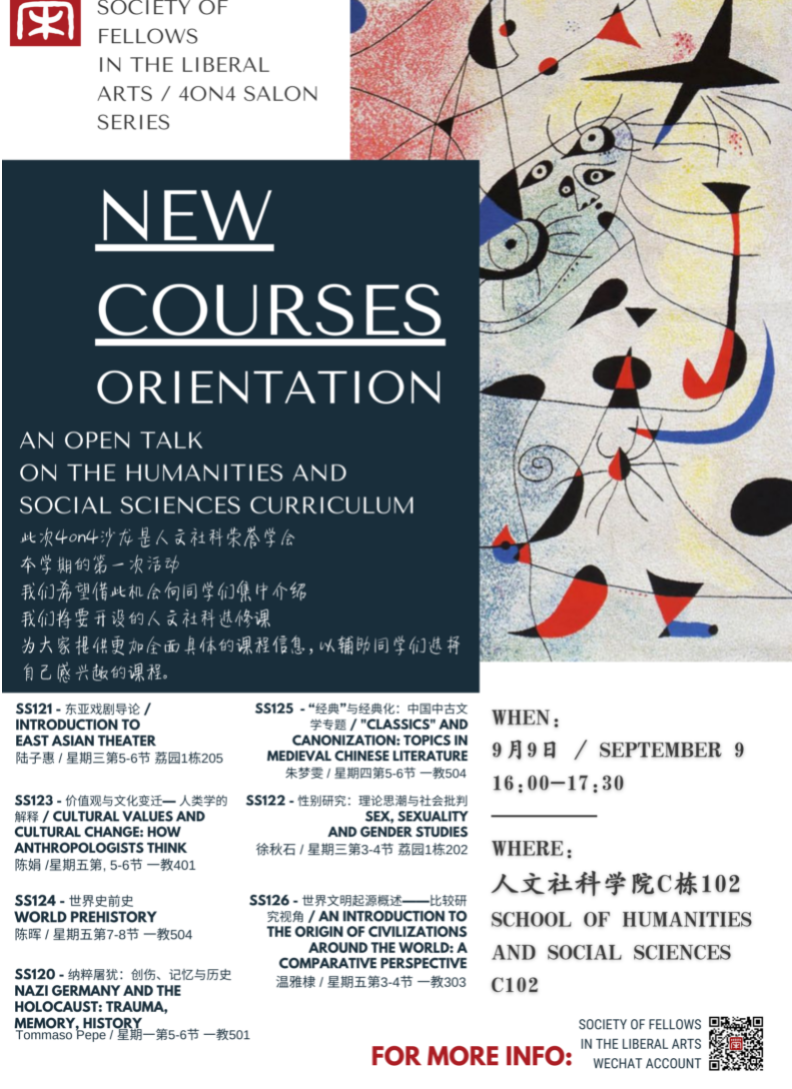 SOCIETY OF
FELLOWS
IN THE LIBERAL
ARTS / 4ON4 SALON
SERIES
NEW
COURSES
ORIENTATION
AN OPEN TALK
ON THE HUMANITIES AND
SOCIAL SCIENCES CURRICULUM
此次4on4沙龙是人文社科荣誉学会
本学期的第一次活动
我们希望借此机会向同学们集中介绍
我们将要开设的人文社科选修课
为大家提供更加全面具体的课程信息,以辅助同学们选择
自己感兴趣的课程。
SS121 - 东亚戏剧导论 /
INTRODUCTION TO
EAST ASIAN THEATER
陆子惠 / 星期三第5-6节 荔园1栋205
SS123 - 价值观与文化变迁— 人类学的
解释 / CULTURAL VALUES AND
CULTURAL CHANGE: HOW
ANTHROPOLOGISTS THINK
陈娟 /星期五第, 5-6节 一教401
SS124 - 世界史前史
WORLD PREHISTORY
陈晖 / 星期五第7-8节 一教504
SS120 - 纳粹屠犹：创伤、记忆与历史
NAZI GERMANY AND THE
HOLOCAUST: TRAUMA,
MEMORY, HISTORY
Tommaso Pepe / 星期一第5-6节 一教501
SS125 - “经典”与经典化：中国中古文
学专题 / "CLASSICS" AND
CANONIZATION: TOPICS IN
MEDIEVAL CHINESE LITERATURE
朱梦雯 / 星期四第5-6节 一教504
SS122 - 性别研究：理论思潮与社会批判
SEX, SEXUALITY
AND GENDER STUDIES
徐秋石 / 星期三第3-4节 荔园1栋202
SS126 - 世界文明起源概述——比较研
究视角 / AN INTRODUCTION TO
THE ORIGIN OF CIVILIZATIONS
AROUND THE WORLD: A
COMPARATIVE PERSPECTIVE
温雅棣 / 星期五第3-4节 一教303
WHEN:
9月9日 / SEPTEMBER 9
16:00—17:30
WHERE:
人文社科学院C栋102
SCHOOL OF HUMANITIES
AND SOCIAL SCIENCES
C102
FOR MORE INFO:
SOCIETY OF FELLOWS
IN THE LIBERAL ARTS
WECHAT ACCOUNT